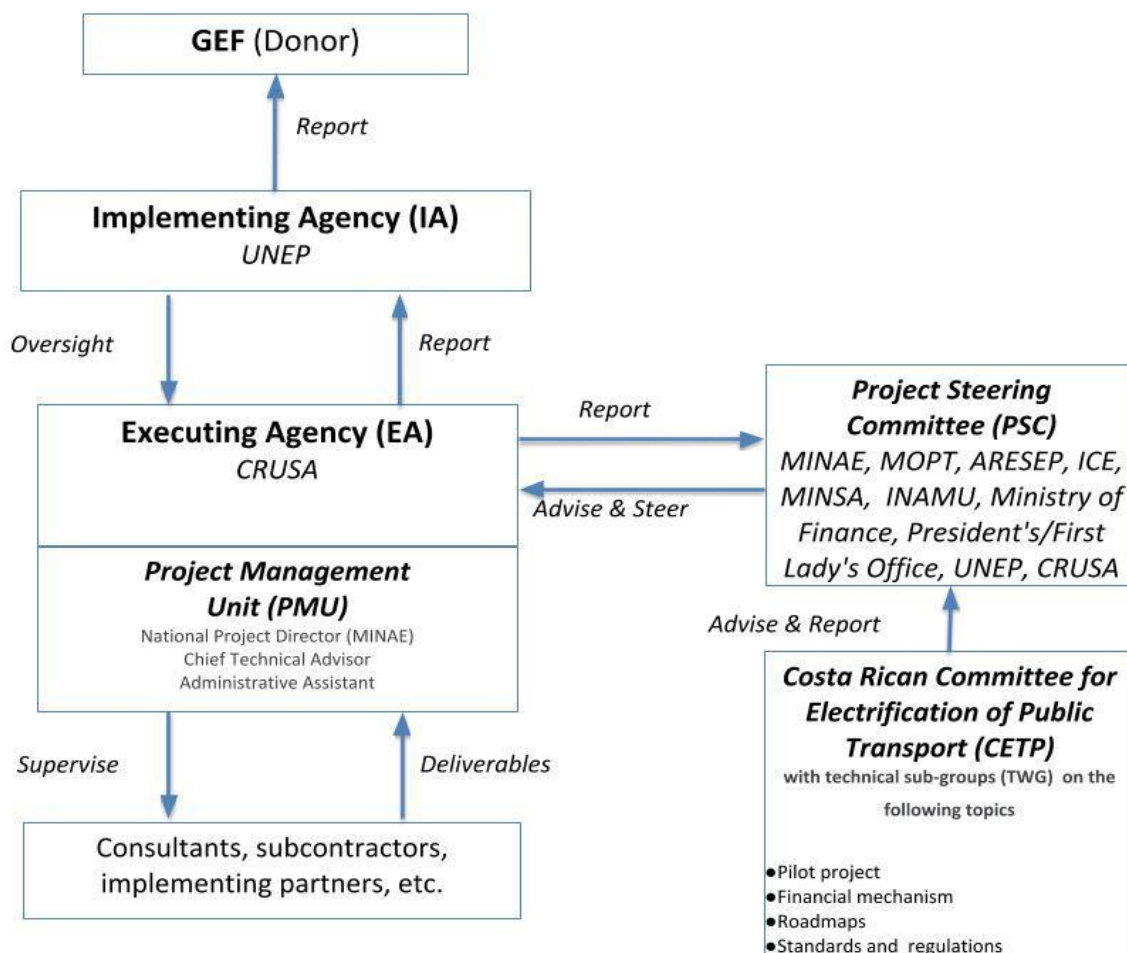 GEF (Donor)
Report
Implementing Agency (IA)
UNEP
Oversight
Report
Executing Agency (EA)
CRUSA
Report
Advise & Steer
Project Steering
Committee (PSC)
MINAE, MOPT, ARESEP, ICE,
MINSA, INAMU, Ministry of
Finance, President's/First
Lady's Office, UNEP, CRUSA
Project Management
Unit (PMU)
National Project Director (MINAE)
Chief Technical Advisor
Administrative Assistant
Advise & Report
Costa Rican Committee for
Electrification of Public
Transport (CETP)
with technical sub-groups (TWG) on the
following topics
●Pilot project
●Financial mechanism
●Roadmaps
●Standards and regulations
Supervise
Deliverables
Consultants, subcontractors,
implementing partners, etc.